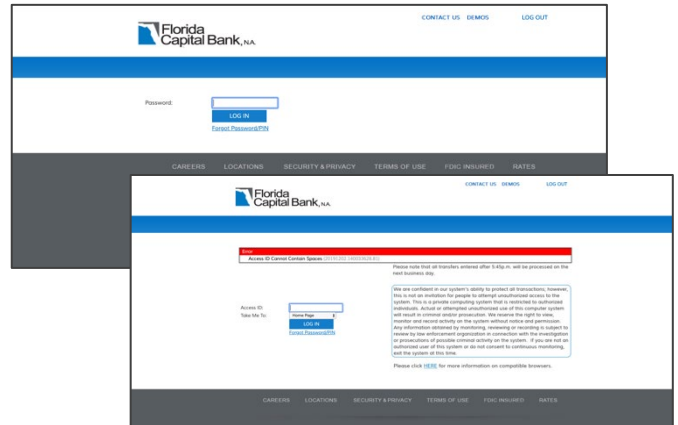 Florida
Capital Bank, N.A.
CONTACT US DEMOS LOG OUT
Password:
LOG IN
Forgot Password/PIN
CAREERS LOCATIONS SECURITY & PRIVACY TERMS OF USE FDIC INSURED RATES
Florida
Capital Bank, N.A.
CONTACT US DEMOS LOG OUT
Error
Access ID Cannot Contain Spaces
Please note that all transfers entered after 5:40p.m. will be processed on the
next business day.
We are confident in our system's ability to protect all transactions, however,
this is not an invitation for people to attempt unauthorized access to the
system. This is a private computing system that is restricted to authorized
individuals. Actual or attempted unauthorized use of this computer system
will result in criminal and/or prosecution. We reserve the right to view,
monitor and record activity on the system without notice and permission.
Any information obtained by monitoring, reviewing or recording is subject to
review by law enforcement organization in connection with the investigation
or prosecutions of possible criminal activity on the system. If you are not an
authorized use of this system or do not consent to continuous monitoring,
exit the system at this time.
Access ID:
Take Me To: Home Page
LOG IN
Forgot Password/PIN
Please click HERE for more information on compatible browsers.
CAREERS LOCATIONS SECURITY & PRIVACY TERMS OF USE FDIC INSURED RATES